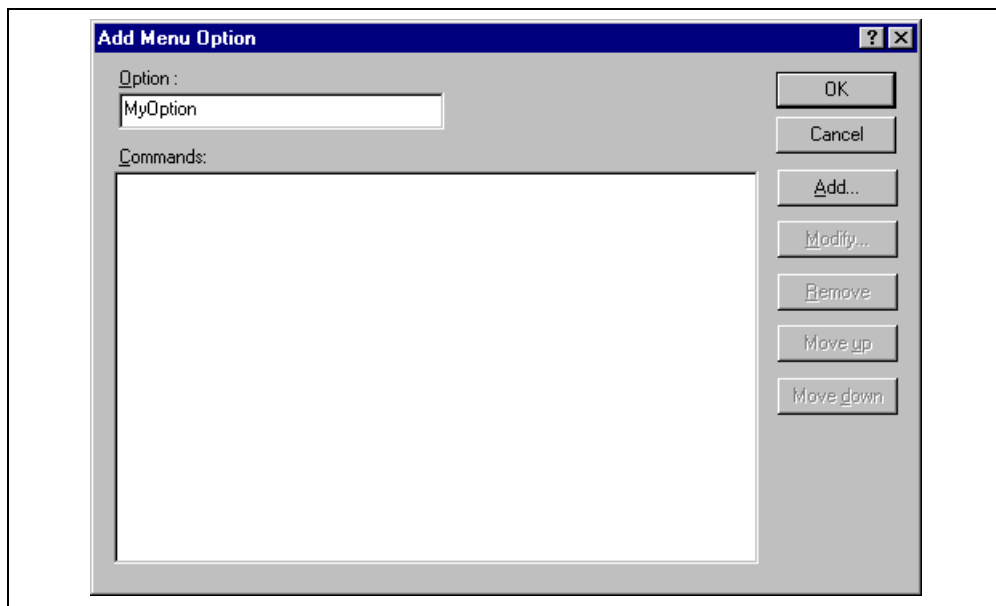 Add Menu Option
Option :
MyOption
Commands:
OK
Cancel
Add...
Modify...
Remove
Move up
Move down